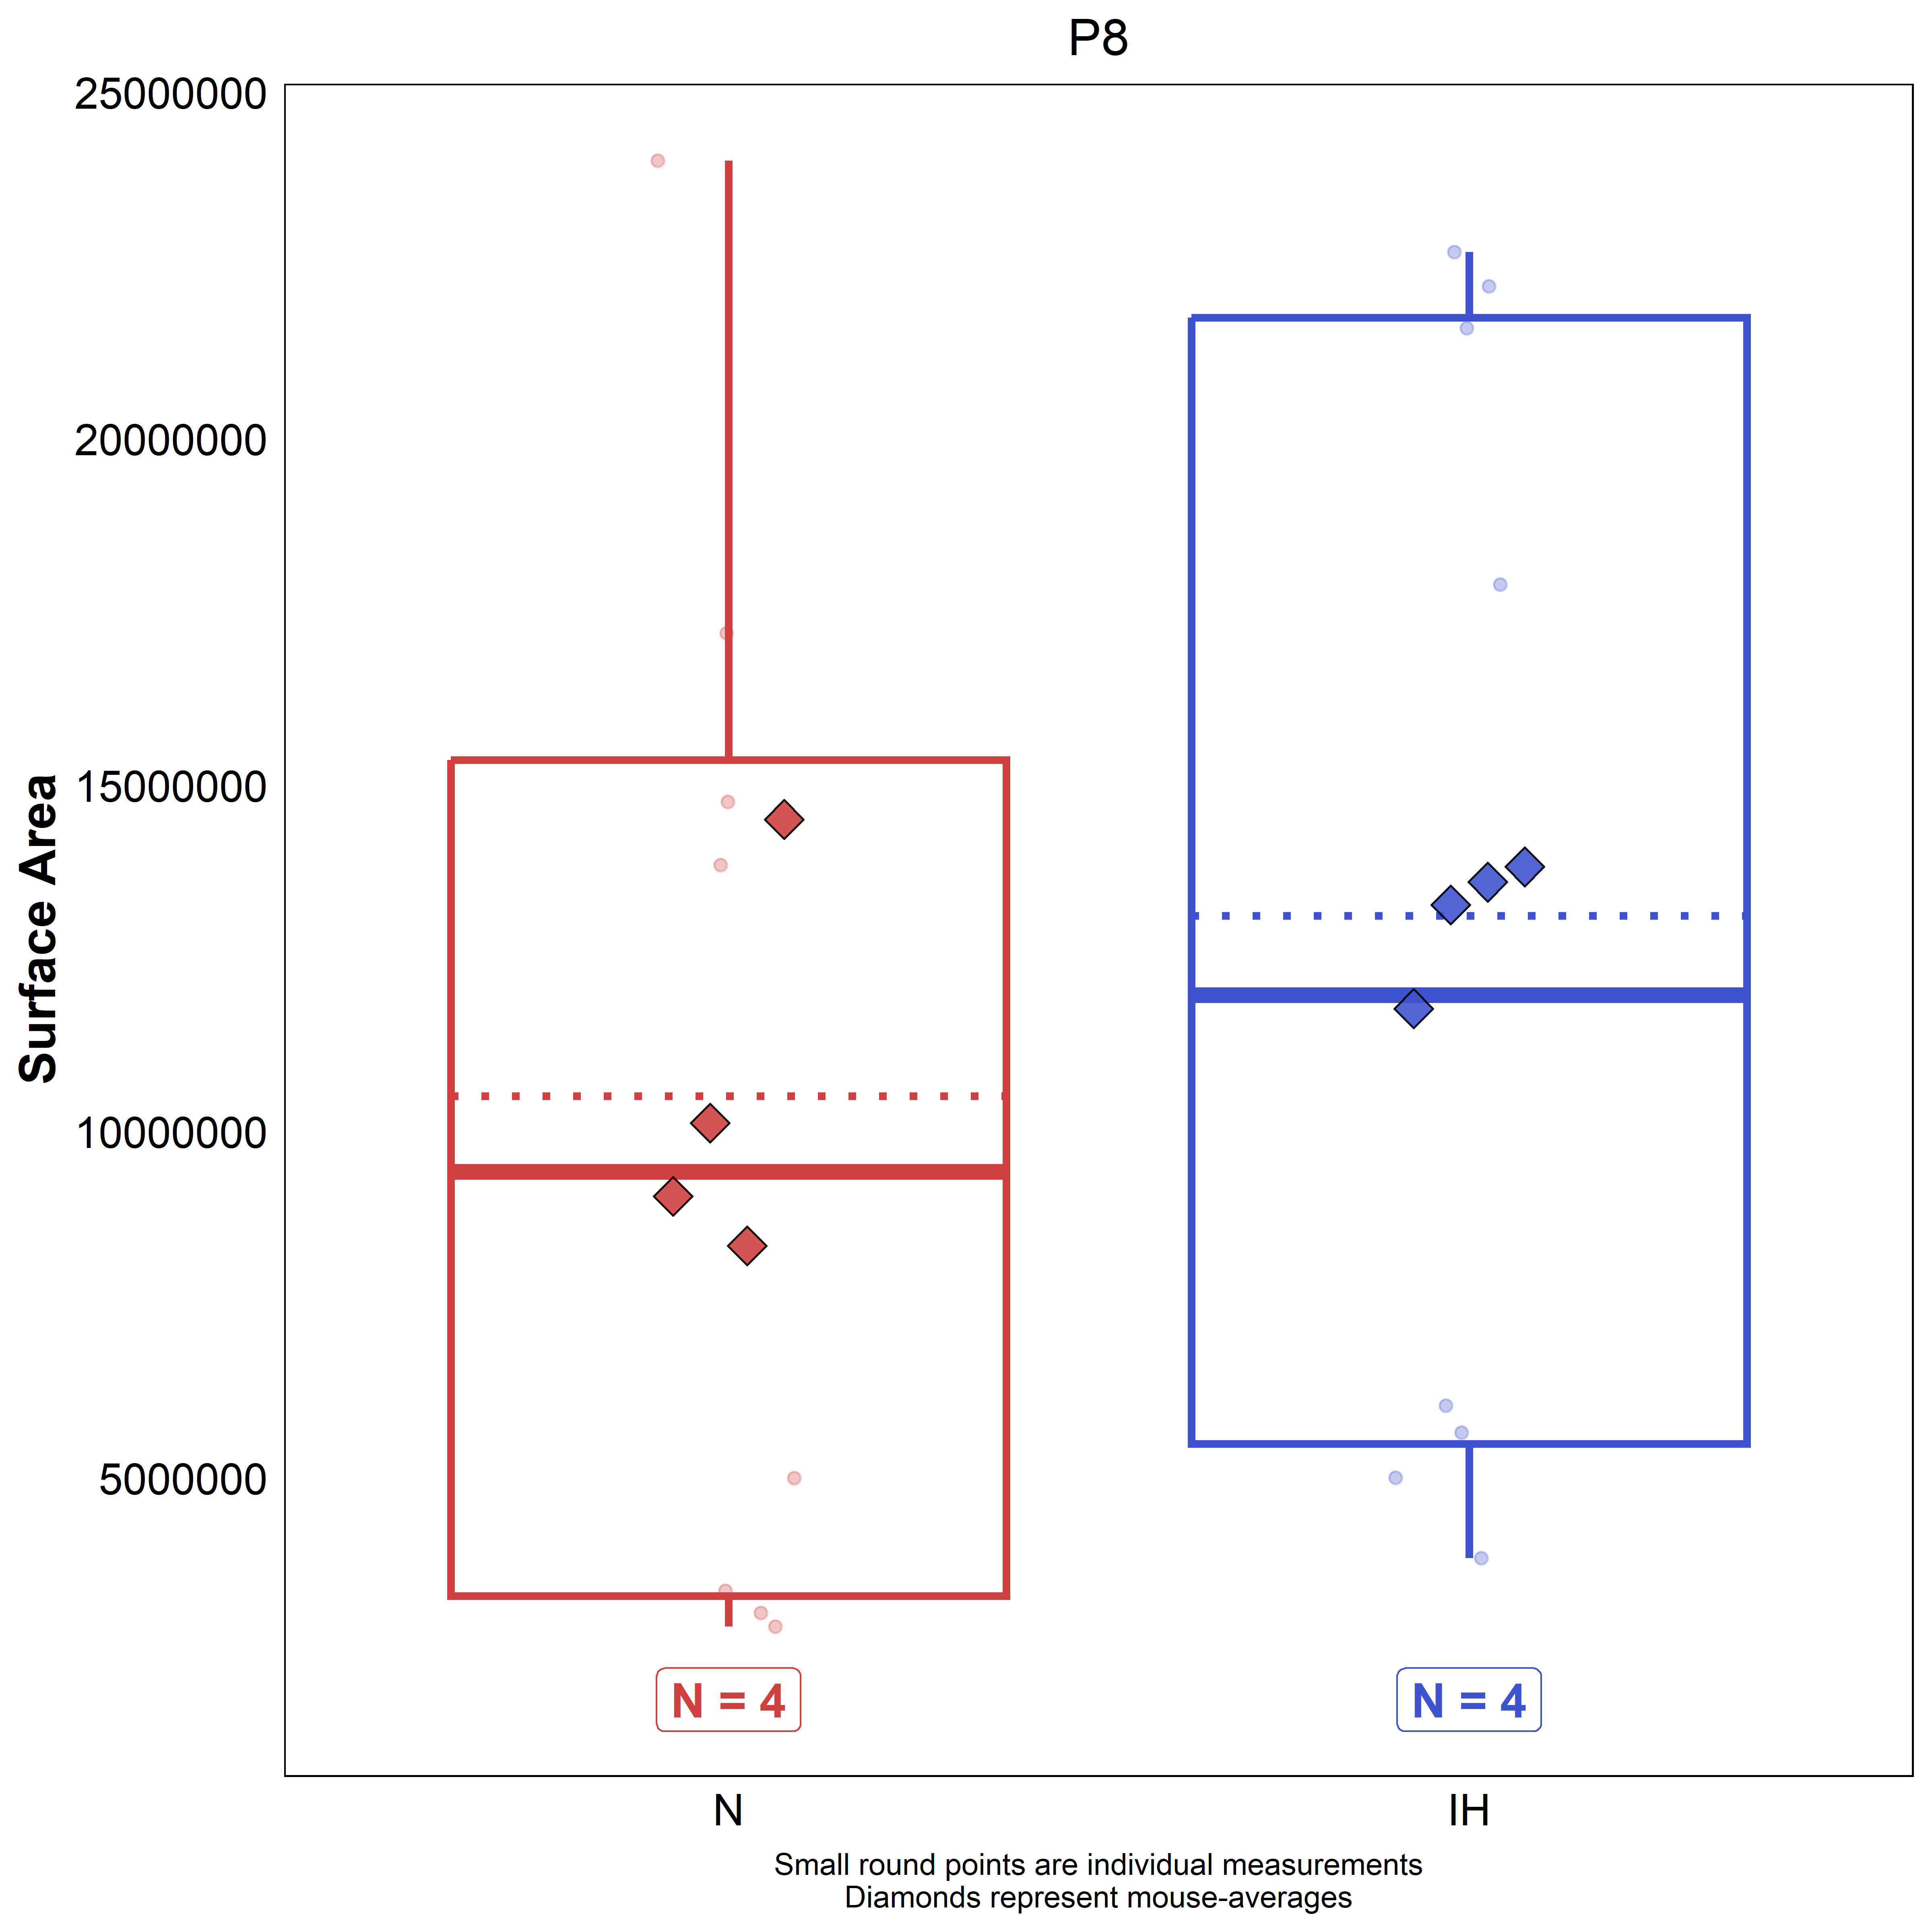 P8
25000000
20000000
15000000
10000000
5000000
Surface Area
N = 4
N = 4
N
IH
Small round points are individual measurements
Diamonds represent mouse-averages